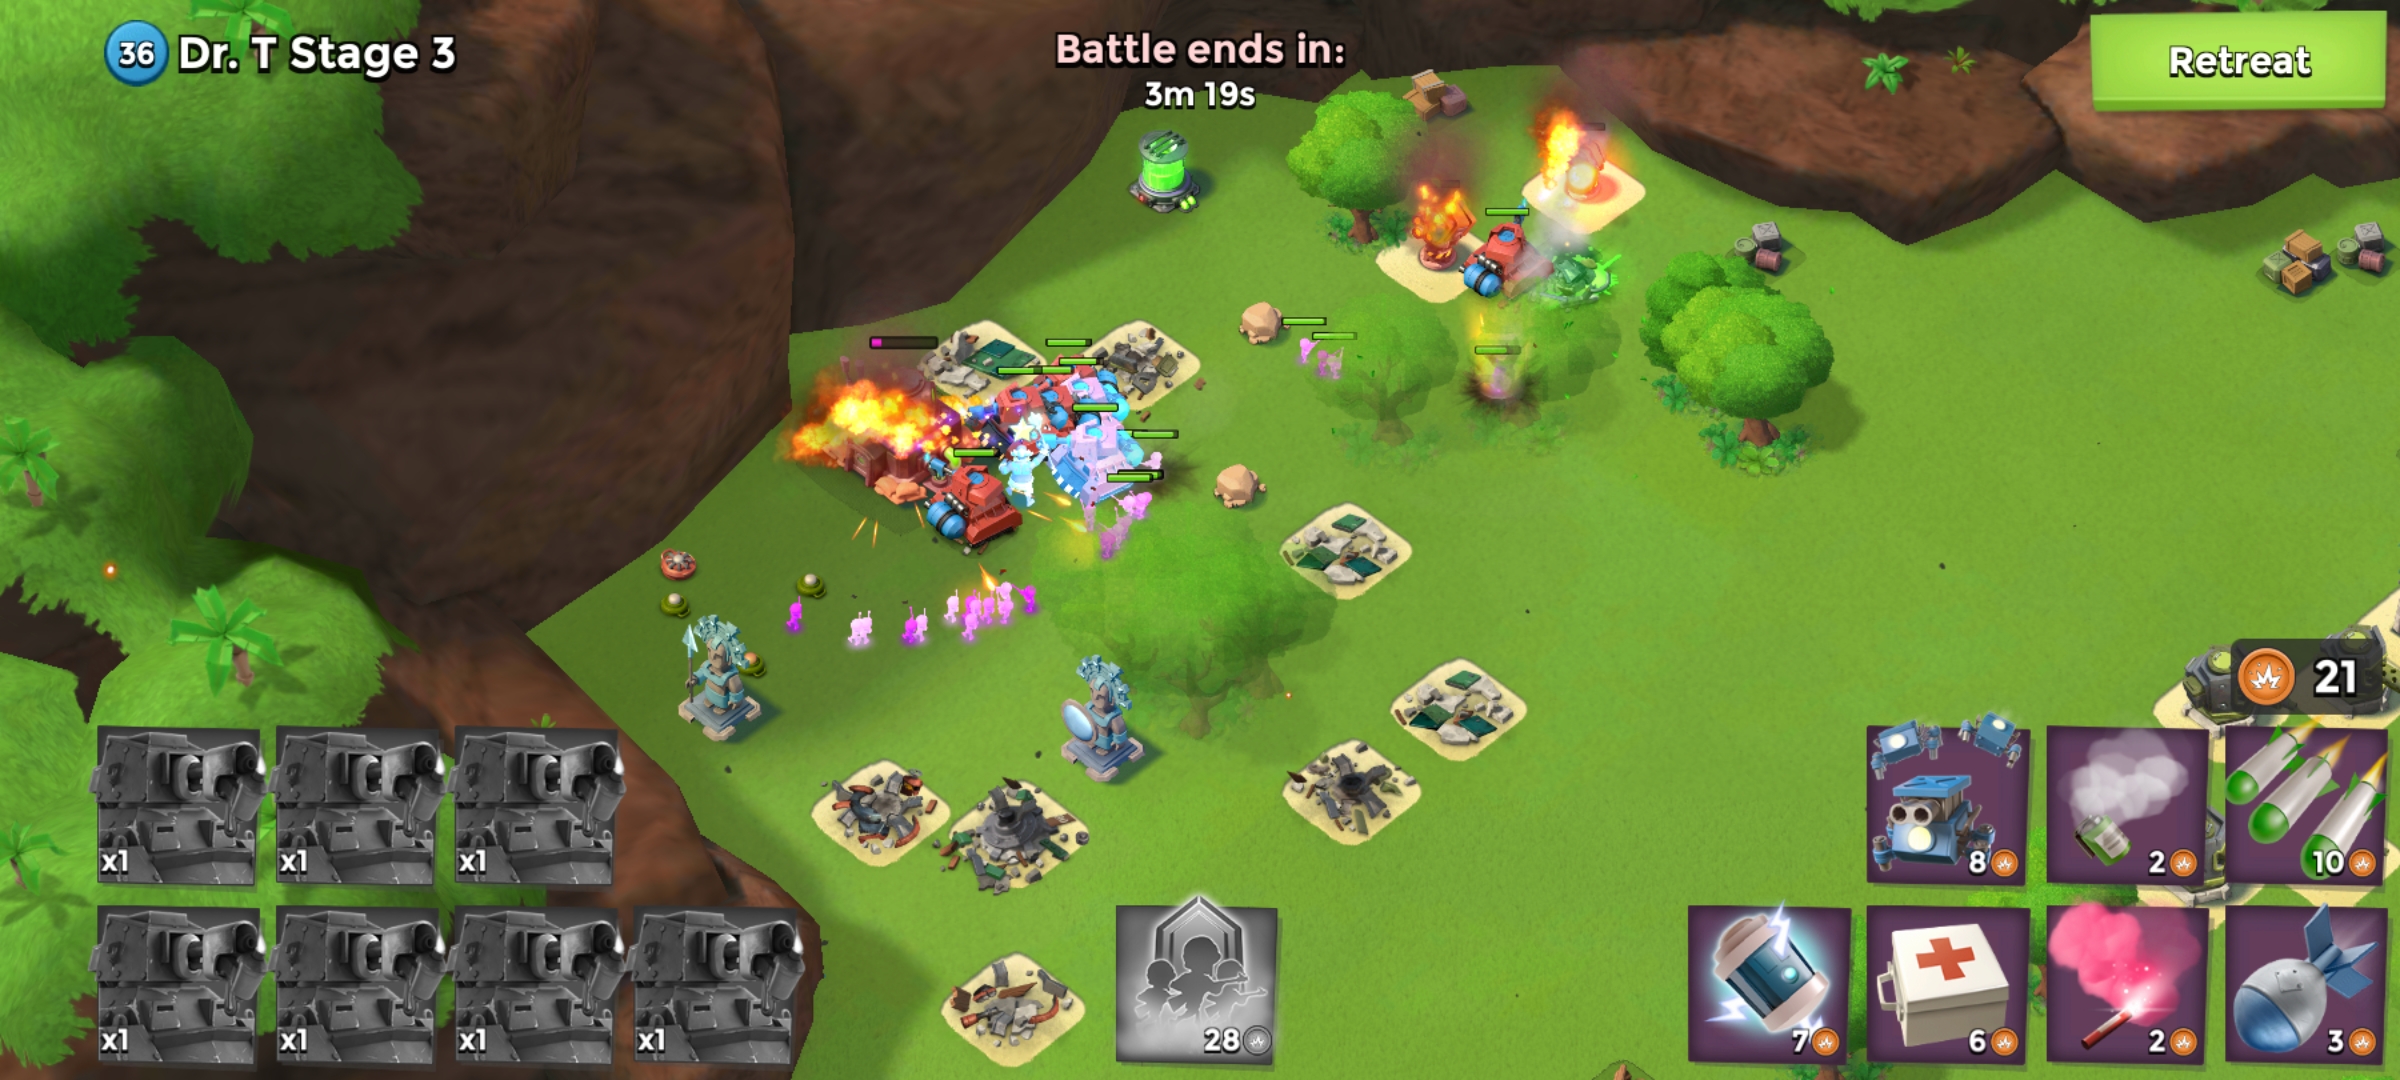 36 Dr. T Stage 3
Battle ends in:
3m 19s
Retreat
21
x1
x1
x1
8
2
10
x1
x1
x1
x1
28
7
6
2
3